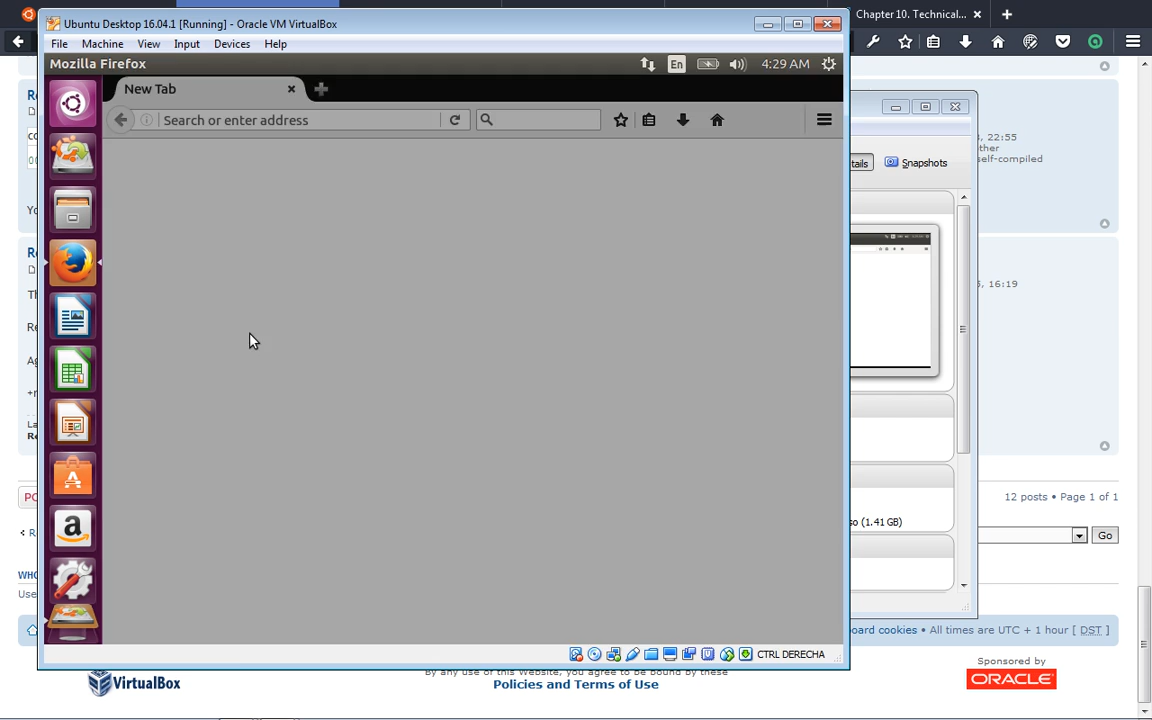 Chapter 10. Technical...
Ubuntu Desktop 16.04.1 [Running] - Oracle VM VirtualBox
File Machine View Input Devices Help
Mozilla Firefox
En
4:29 AM
New Tab
Search or enter address
22:55
self-compiled
Snapshots
16:19
(1.41 GB)
12 posts • Page 1 of 1
Go
board cookies • All times are UTC + 1 hour [ DST ]
CTRL DERECHA
By any use of this Website, you agree to be bound by these
Policies and Terms of Use
VirtualBox
Sponsored by
ORACLE